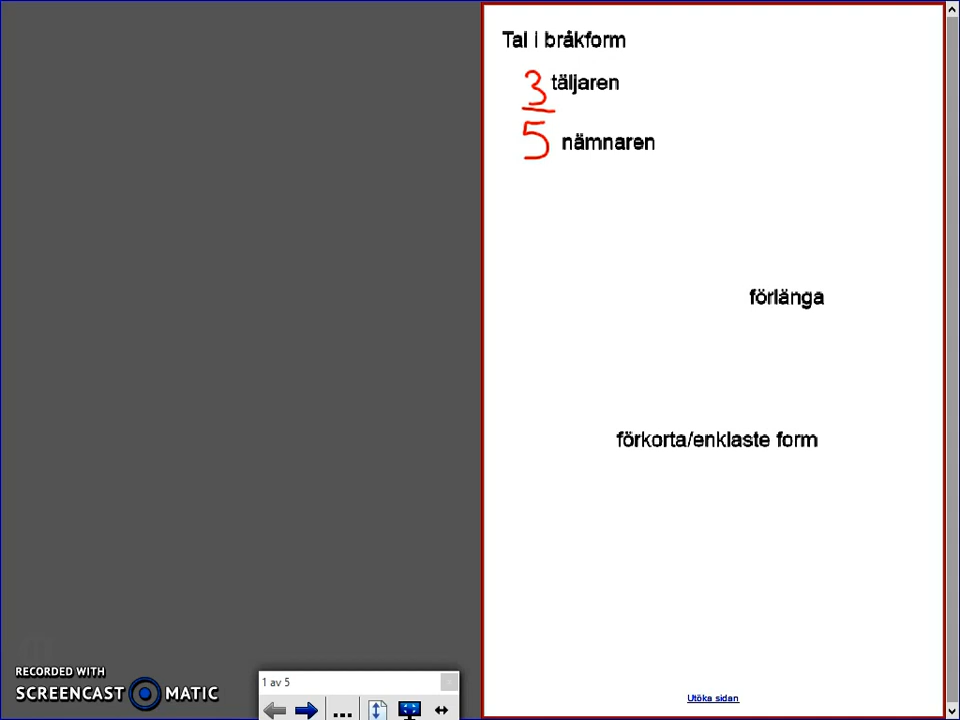 Tal i bråkform
3 täljaren
5 nämnaren
förlänga
förkorta/enklaste form
Utöka sidan
RECORDED WITH
SCREENCAST MATIC
1 av 5
...